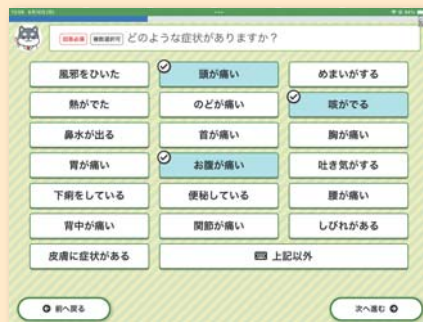 回答必須 複数選択可 どのような症状がありますか？
風邪をひいた 頭が痛い めまいがする
熱がでた のどが痛い 咳がでる
鼻水が出る 首が痛い 胸が痛い
胃が痛い お腹が痛い 吐き気がする
下痢をしている 便秘している 腰が痛い
背中が痛い 関節が痛い しびれがある
皮膚に症状がある 上記以外
前へ戻る 次へ進む